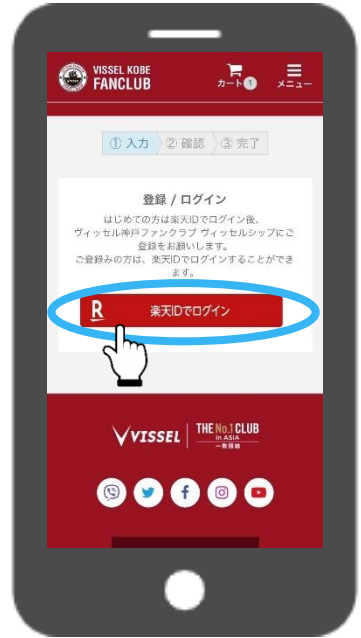 VISSEL KOBE
FANCLUB
カート 1
メニュー
① 入力 ② 確認 ③ 完了
登録 / ログイン
はじめての方は楽天IDでログイン後、
ヴィッセル神戸ファンクラブ ヴィッセルシップにご
登録をお願いします。
ご登録みの方は、楽天IDでログインすることができ
ます。
R 楽天IDでログイン
VISSEL
THE No.1 CLUB
in ASIA
一致団結